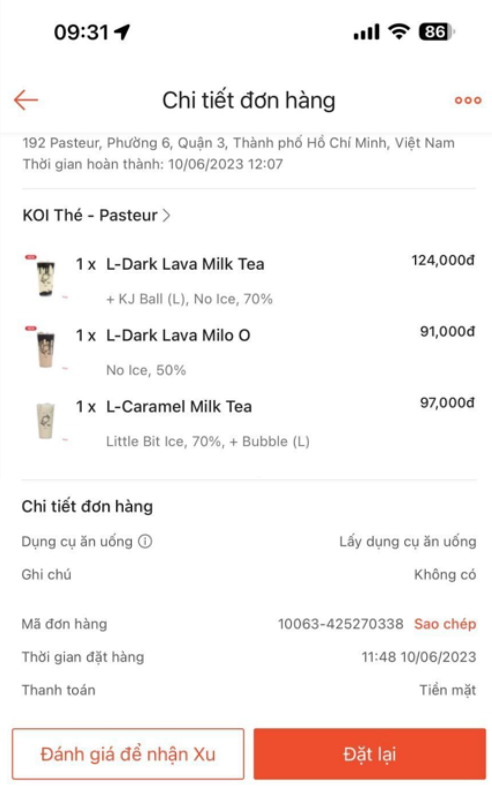 09:31
86
Chi tiết đơn hàng
192 Pasteur, Phường 6, Quận 3, Thành phố Hồ Chí Minh, Việt Nam
Thời gian hoàn thành: 10/06/2023 12:07
KOI Thé - Pasteur >
1 x L-Dark Lava Milk Tea 124,000đ
+ KJ Ball (L), No Ice, 70%
1 x L-Dark Lava Milo O 91,000đ
No Ice, 50%
1 x L-Caramel Milk Tea 97,000đ
Little Bit Ice, 70%, + Bubble (L)
Chi tiết đơn hàng
Dụng cụ ăn uống Lấy dụng cụ ăn uống
Ghi chú Không có
Mã đơn hàng 10063-425270338 Sao chép
Thời gian đặt hàng 11:48 10/06/2023
Thanh toán Tiền mặt
Đánh giá để nhận Xu Đặt lại